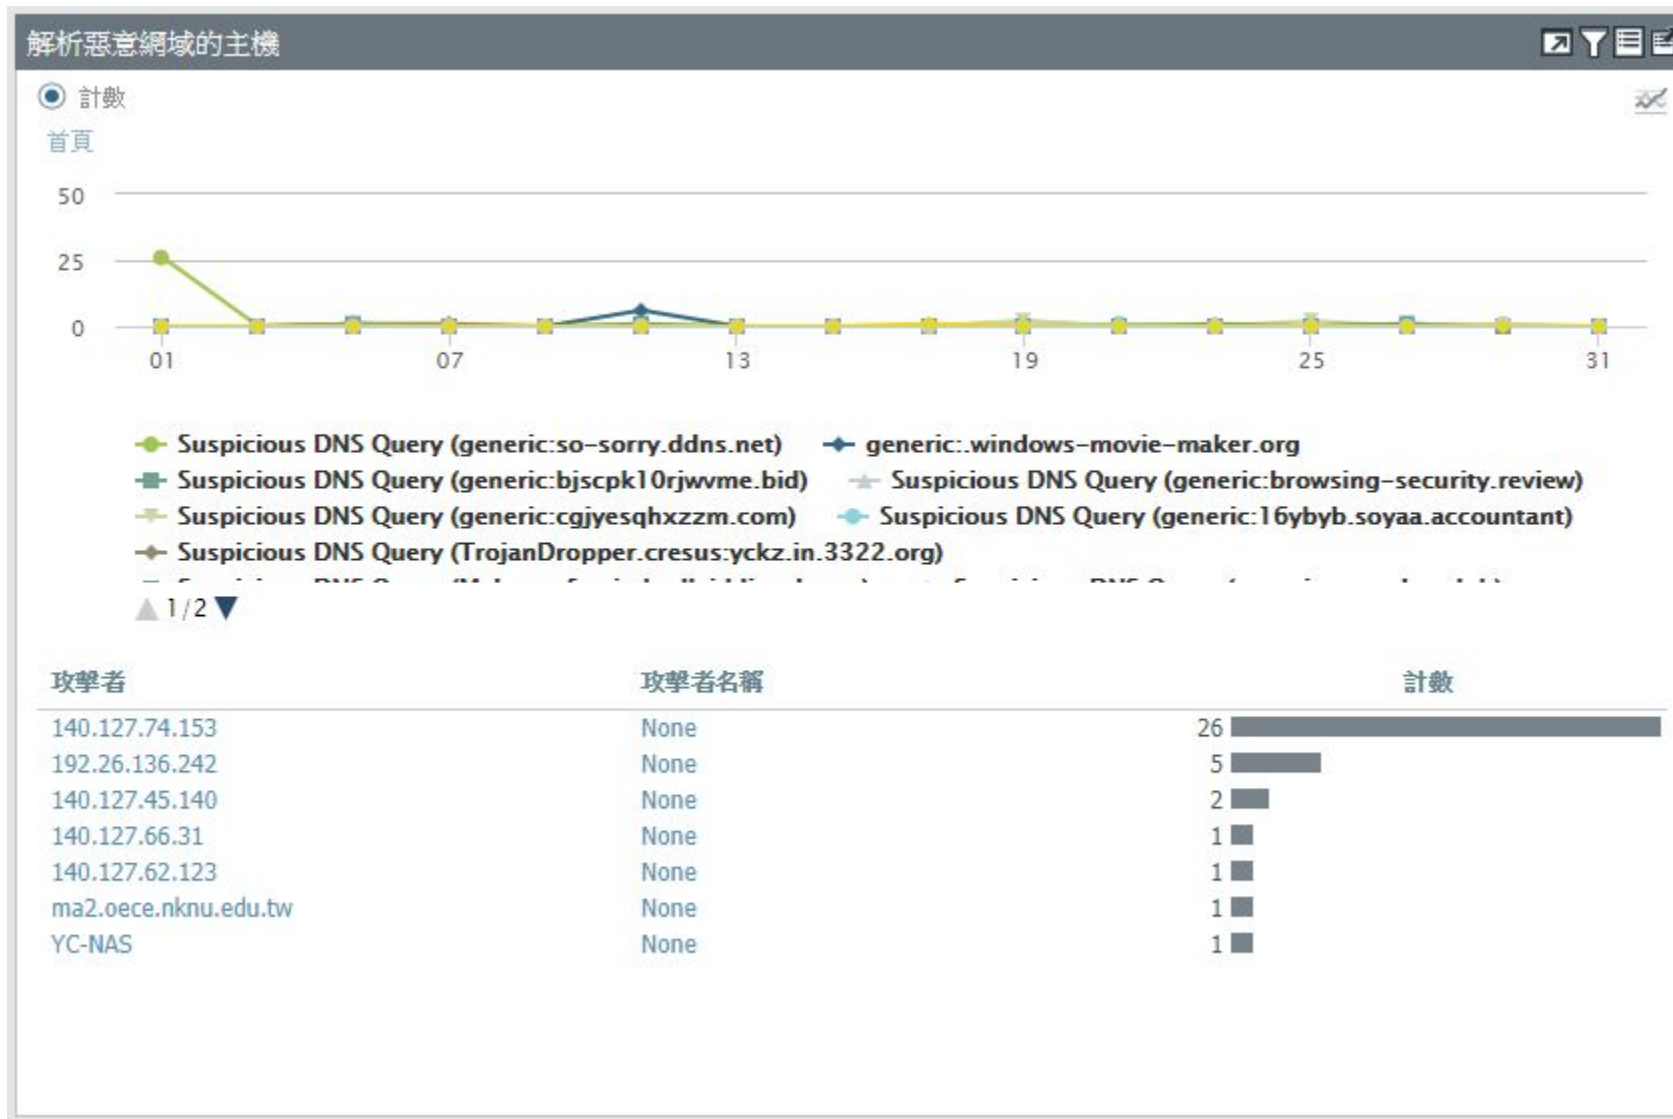 解析惡意網域的主機
計數
首頁
50
25
0
01 07 13 19 25 31
Suspicious DNS Query (generic:so-sorry.ddns.net) generic:.windows-movie-maker.org
Suspicious DNS Query (generic:bjscpk10rjwvme.bid) Suspicious DNS Query (generic:browsing-security.review)
Suspicious DNS Query (generic:cgjyesqhxzzm.com) Suspicious DNS Query (generic:16ybyb.soyaa.accountant)
Suspicious DNS Query (TrojanDropper.cresus:yckz.in.3322.org)
1/2
攻擊者 攻擊者名稱 計數
140.127.74.153 None 26
192.26.136.242 None 5
140.127.45.140 None 2
140.127.66.31 None 1
140.127.62.123 None 1
ma2.oece.nknu.edu.tw None 1
YC-NAS None 1